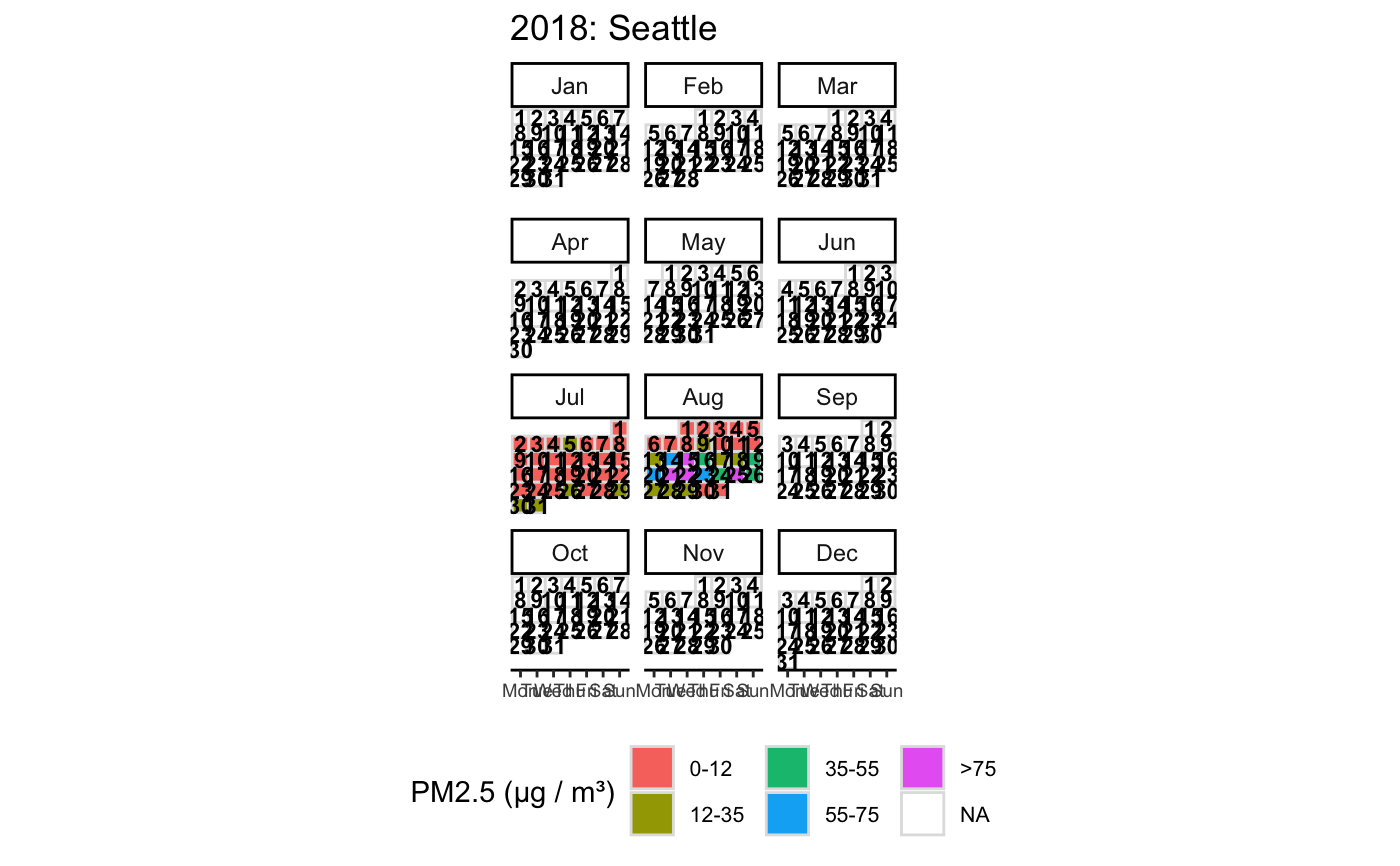 2018: Seattle
Jan Feb Mar
1 2 3 4 5 6 7 1 2 3 4 1 2 3 4
8 9 10 11 12 13 14 5 6 7 8 9 10 11 5 6 7 8 9 10 11
15 16 17 18 19 20 21 12 13 14 15 16 17 18 12 13 14 15 16 17 18
22 23 24 25 26 27 28 19 20 21 22 23 24 25 19 20 21 22 23 24 25
29 30 31 26 27 28 26 27 28 29 30 31
Apr May Jun
1 1 2 3 4 5 6 1 2 3
2 3 4 5 6 7 8 7 8 9 10 11 12 13 4 5 6 7 8 9 10
9 10 11 12 13 14 15 14 15 16 17 18 19 20 11 12 13 14 15 16 17
16 17 18 19 20 21 22 21 22 23 24 25 26 27 18 19 20 21 22 23 24
23 24 25 26 27 28 29 28 29 30 31 25 26 27 28 29 30
30
Jul Aug Sep
1 1 2 3 4 5 1 2
2 3 4 5 6 7 8 6 7 8 9 10 11 12 3 4 5 6 7 8 9
9 10 11 12 13 14 15 13 14 15 16 17 18 19 10 11 12 13 14 15 16
16 17 18 19 20 21 22 20 21 22 23 24 25 26 17 18 19 20 21 22 23
23 24 25 26 27 28 29 27 28 29 30 31 24 25 26 27 28 29 30
30 31
Oct Nov Dec
1 2 3 4 5 6 7 1 2 3 4 1 2
8 9 10 11 12 13 14 5 6 7 8 9 10 11 3 4 5 6 7 8 9
15 16 17 18 19 20 21 12 13 14 15 16 17 18 10 11 12 13 14 15 16
22 23 24 25 26 27 28 19 20 21 22 23 24 25 17 18 19 20 21 22 23
29 30 31 26 27 28 29 30 24 25 26 27 28 29 30
31
Mon Tue Wed Thu Fri Sat Sun Mon Tue Wed Thu Fri Sat Sun Mon Tue Wed Thu Fri Sat Sun
PM2.5 (μg / m³)
0-12 35-55 >75
12-35 55-75 NA